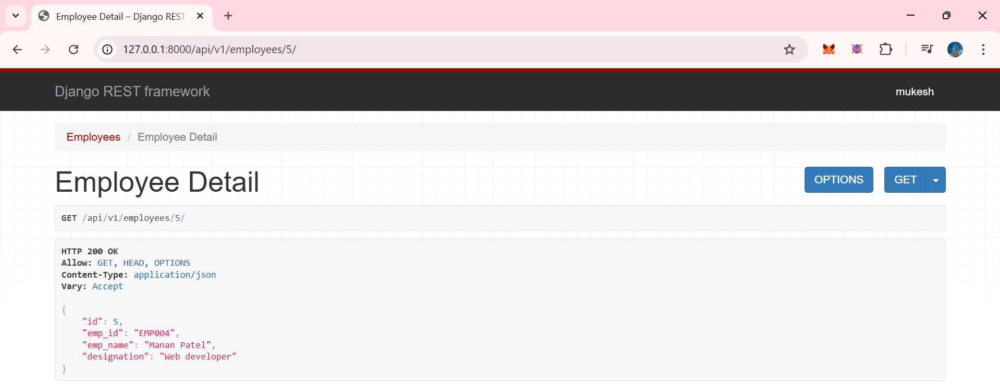 Employee Detail – Django REST
127.0.0.1:8000/api/v1/employees/5/
Django REST framework
mukesh
Employees / Employee Detail
Employee Detail
OPTIONS
GET
GET /api/v1/employees/5/
HTTP 200 OK
Allow: GET, HEAD, OPTIONS
Content-Type: application/json
Vary: Accept
{
    "id": 5,
    "emp_id": "EMP004",
    "emp_name": "Manan Patel",
    "designation": "Web developer"
}